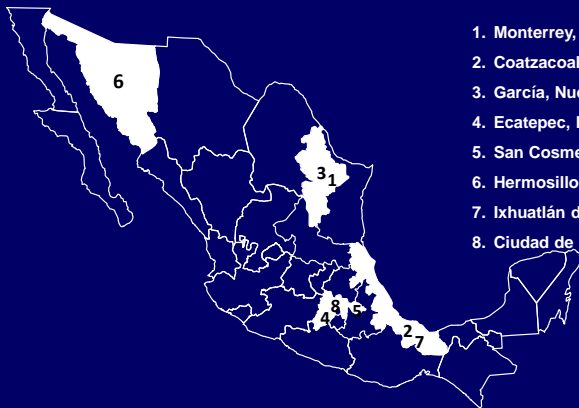 1. Monterrey,
2. Coatzacoal
3. García, Nue
4. Ecatepec,
5. San Cosme
6. Hermosillo
7. Ixhuatlán d
8. Ciudad de
6
3 1
8
4 5
2
7